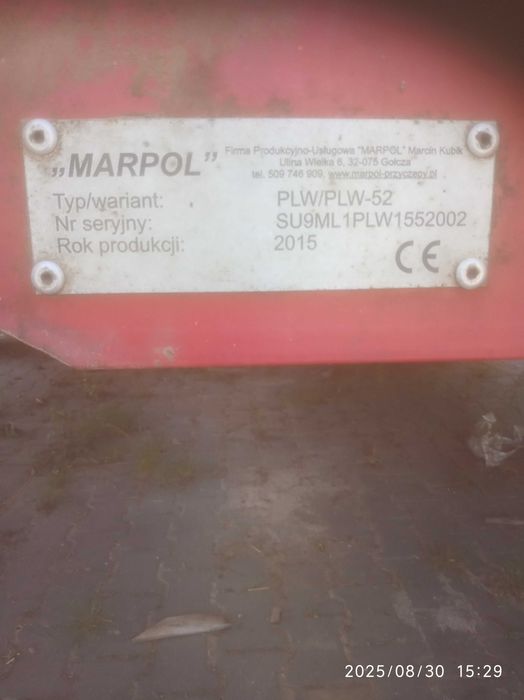 „MARPOL”
Firma Produkcyjno-Usługowa "MARPOL" Marcin Kubik
Ulina Wielka 6, 32-075 Gołcza
tel. 509 746 909, www.marpol-przyczepy.pl
Typ/wariant: PLW/PLW-52
Nr seryjny: SU9ML1PLW1552002
Rok produkcji: 2015
CE
2025/08/30 15:29